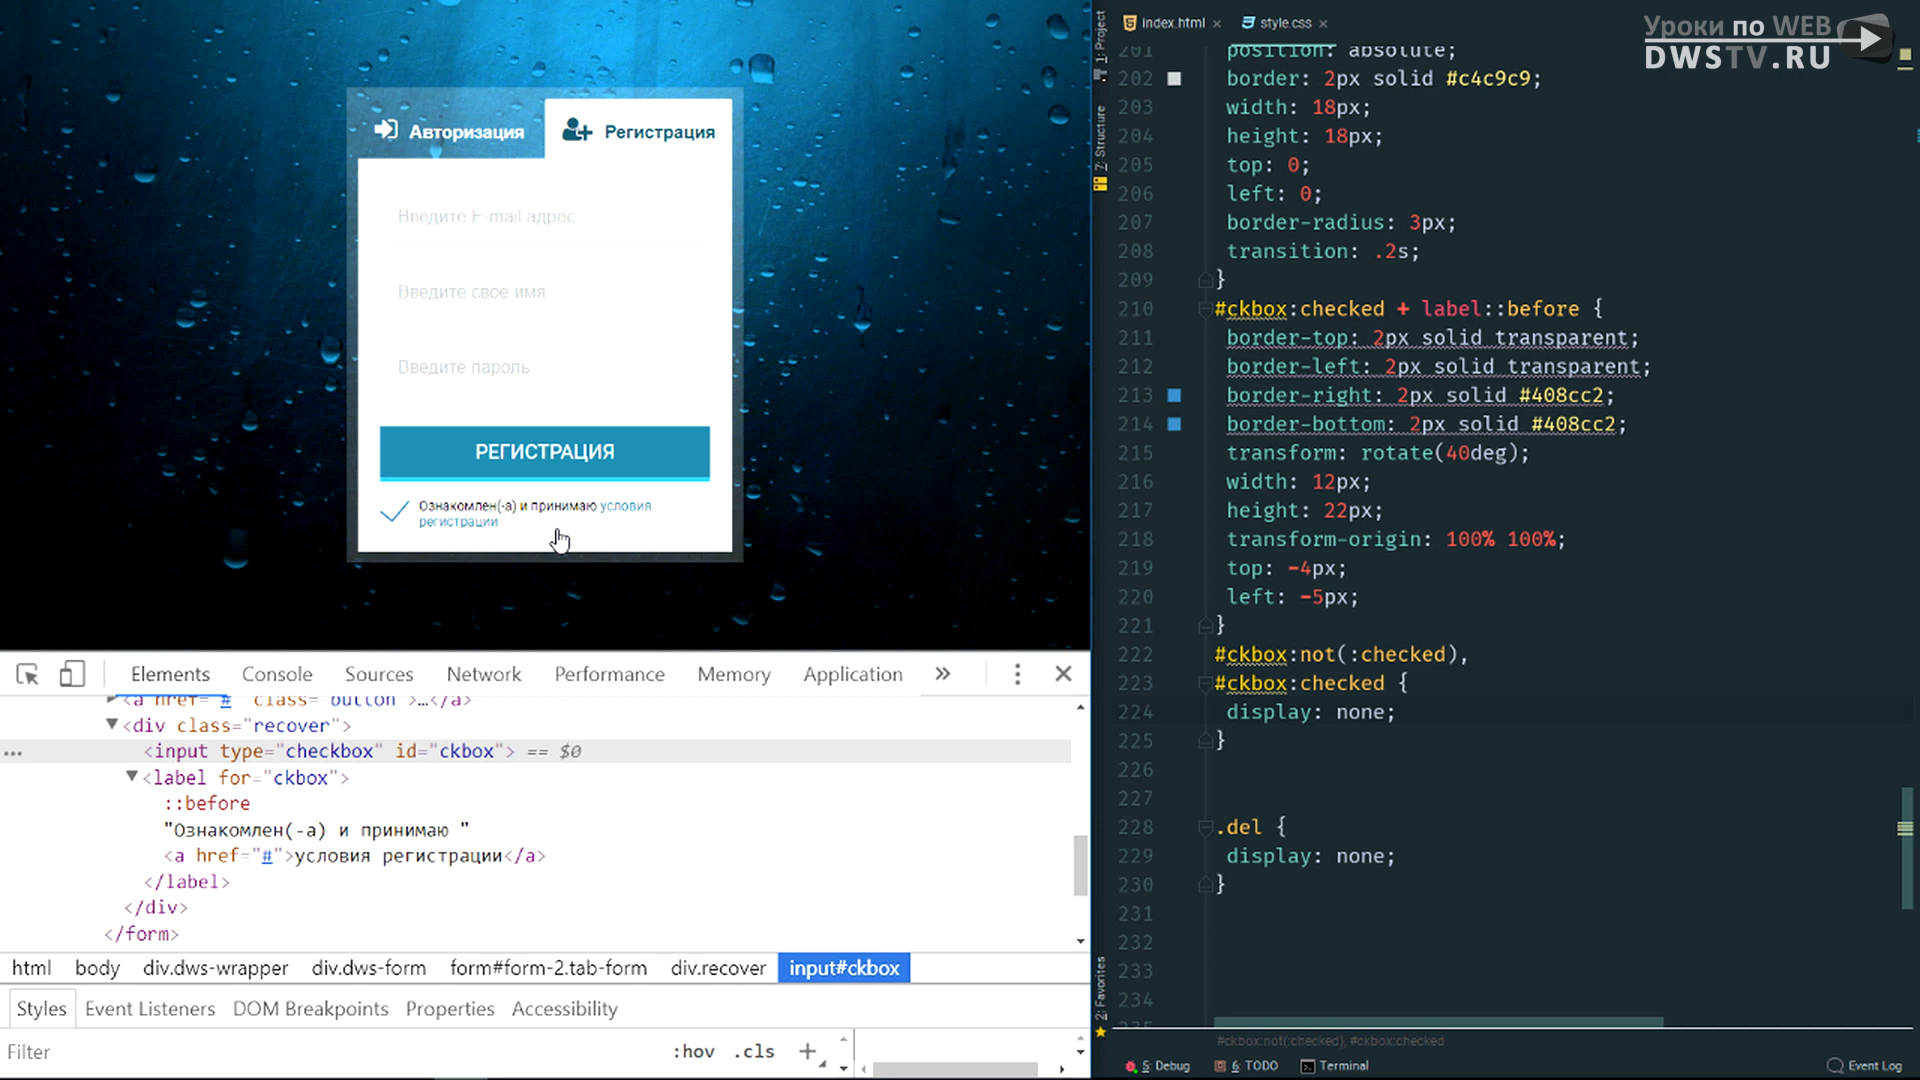 Авторизация
Регистрация
Введите E-mail адрес
Введите свое имя
Введите пароль
РЕГИСТРАЦИЯ
Ознакомлен(-а) и принимаю условия
регистрации
Elements Console Sources Network Performance Memory Application
<a href="#" class="button">…</a>
<div class="recover">
<input type="checkbox" id="ckbox"> == $0
<label for="ckbox">
::before
"Ознакомлен(-а) и принимаю "
<a href="#">условия регистрации</a>
</label>
</div>
</form>
html body div.dws-wrapper div.dws-form form#form-2.tab-form div.recover input#ckbox
Styles Event Listeners DOM Breakpoints Properties Accessibility
Filter :hov .cls +
1: Project
7: Structure
2: Favorites
index.html style.css
Уроки по WEB
DWSTV.RU
201 position: absolute;
202 border: 2px solid #c4c9c9;
203 width: 18px;
204 height: 18px;
205 top: 0;
206 left: 0;
207 border-radius: 3px;
208 transition: .2s;
209 }
210 #ckbox:checked + label::before {
211 border-top: 2px solid transparent;
212 border-left: 2px solid transparent;
213 border-right: 2px solid #408cc2;
214 border-bottom: 2px solid #408cc2;
215 transform: rotate(40deg);
216 width: 12px;
217 height: 22px;
218 transform-origin: 100% 100%;
219 top: -4px;
220 left: -5px;
221 }
222 #ckbox:not(:checked),
223 #ckbox:checked {
224 display: none;
225 }
226
227
228 .del {
229 display: none;
230 }
231
232
233
234
235
#ckbox:not(:checked), #ckbox:checked
5: Debug 6: TODO Terminal Event Log